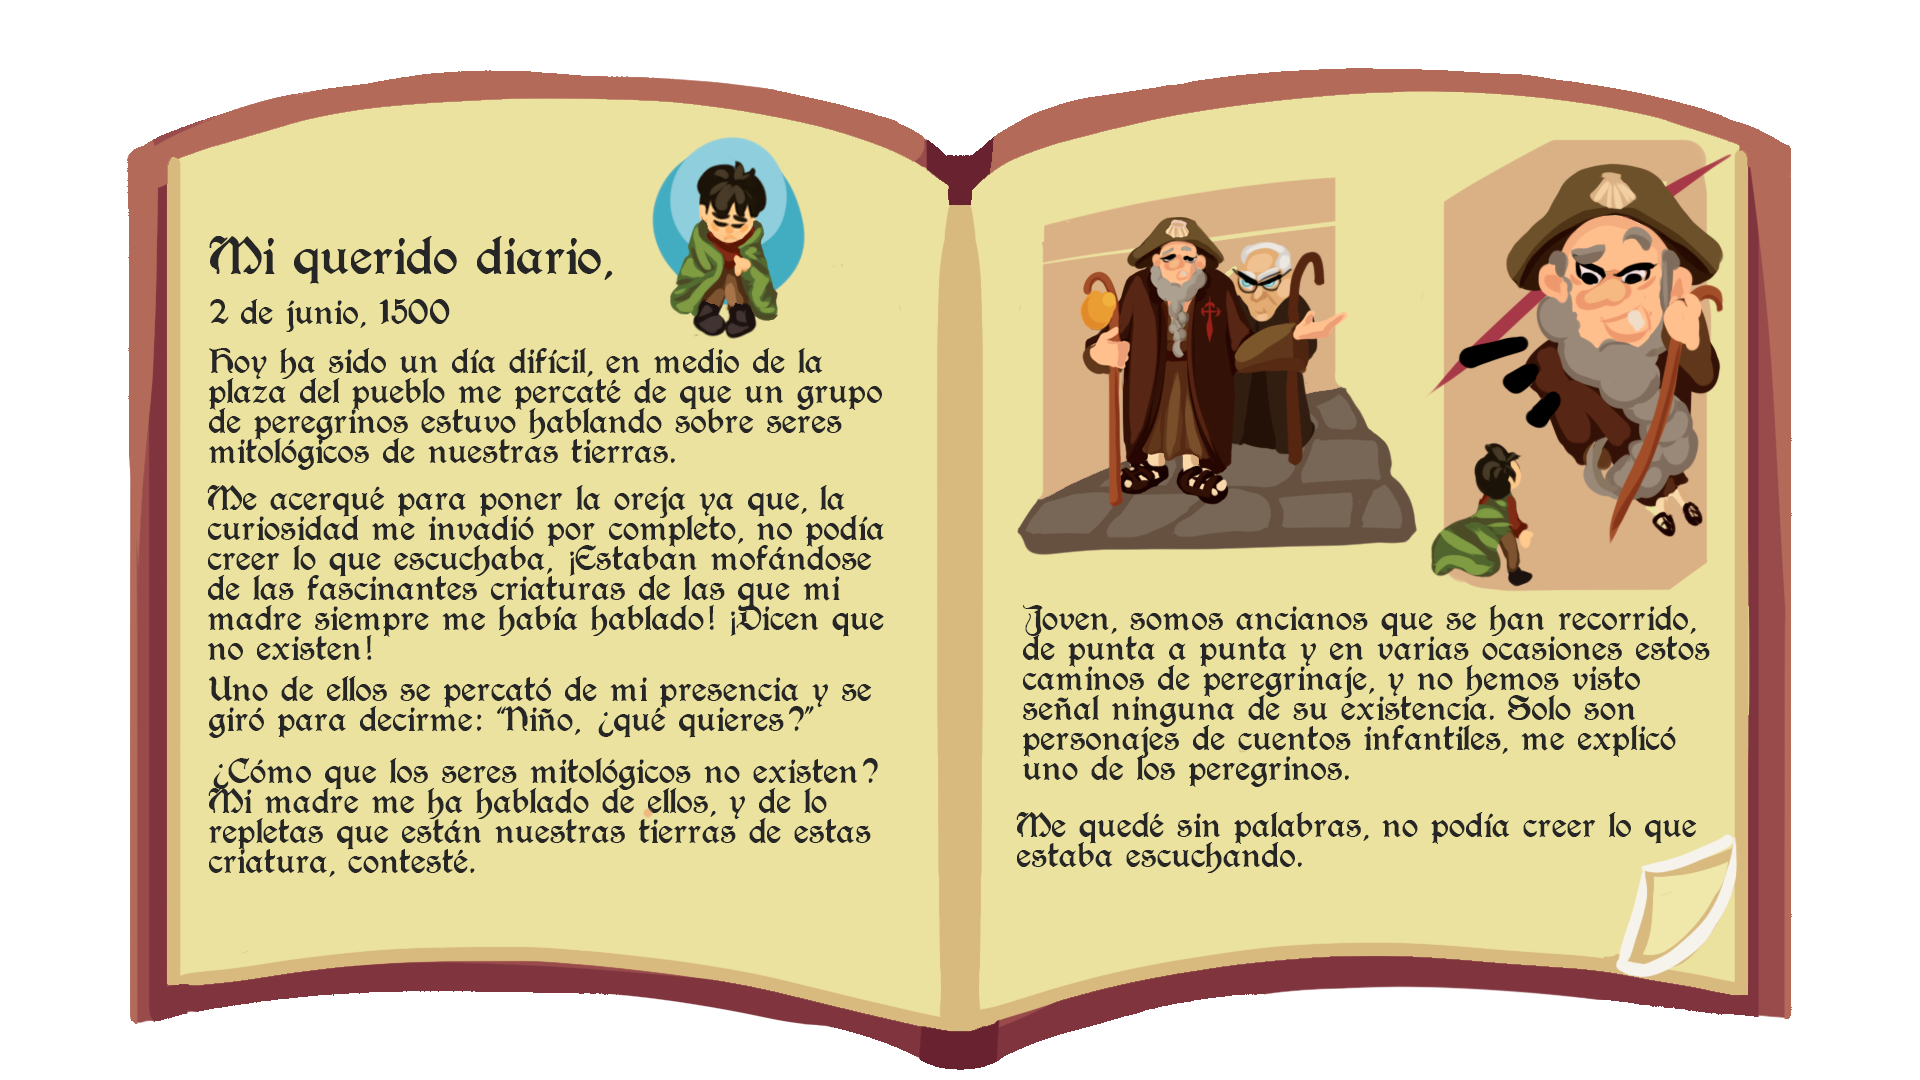 Mi querido diario,
2 de junio, 1500
Hoy ha sido un día difícil, en medio de la
plaza del pueblo me percaté de que un grupo
de peregrinos estuvo hablando sobre seres
mitológicos de nuestras tierras.
Me acerqué para poner la oreja ya que, la
curiosidad me invadió por completo, no podía
creer lo que escuchaba, ¡Estaban mofándose
de las fascinantes criaturas de las que mi
madre siempre me había hablado! ¡Dicen que
no existen!
Uno de ellos se percató de mi presencia y se
giró para decirme: “Niño, ¿qué quieres?”
¿Cómo que los seres mitológicos no existen?
Mi madre me ha hablado de ellos, y de lo
repletas que están nuestras tierras de estas
criatura, contesté.
Joven, somos ancianos que se han recorrido,
de punta a punta y en varias ocasiones estos
caminos de peregrinaje, y no hemos visto
señal ninguna de su existencia. Solo son
personajes de cuentos infantiles, me explicó
uno de los peregrinos.
Me quedé sin palabras, no podía creer lo que
estaba escuchando.